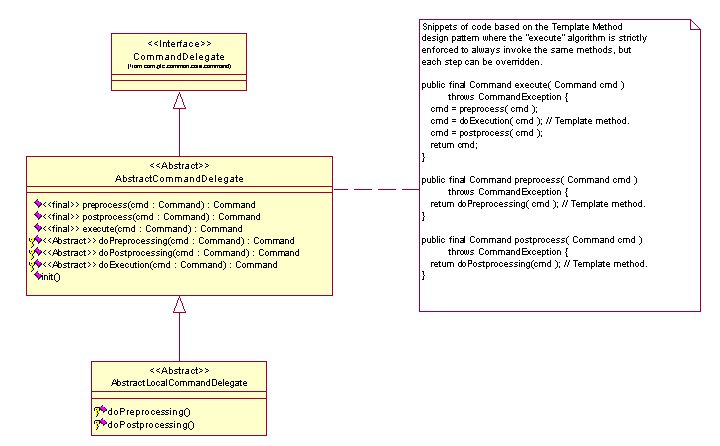 <<Interface>>
CommandDelegate
(from com.plc.common.core.command)
<<Abstract>>
AbstractCommandDelegate
<<final>> preprocess(cmd : Command) : Command
<<final>> postprocess(cmd : Command) : Command
<<final>> execute(cmd : Command) : Command
<<Abstract>> doPreprocessing(cmd : Command) : Command
<<Abstract>> doPostprocessing(cmd : Command) : Command
<<Abstract>> doExecution(cmd : Command) : Command
init()
<<Abstract>>
AbstractLocalCommandDelegate
doPreprocessing()
doPostprocessing()
Snippets of code based on the Template Method
design pattern where the "execute" algorithm is strictly
enforced to always invoke the same methods, but
each step can be overridden.
public final Command execute( Command cmd )
throws CommandException {
cmd = preprocess( cmd );
cmd = doExecution( cmd ); // Template method.
cmd = postprocess( cmd );
return cmd;
}
public final Command preprocess( Command cmd )
throws CommandException {
return doPreprocessing( cmd ); // Template method.
}
public final Command postprocess( Command cmd )
throws CommandException {
return doPostprocessing(cmd ); // Template method.
}